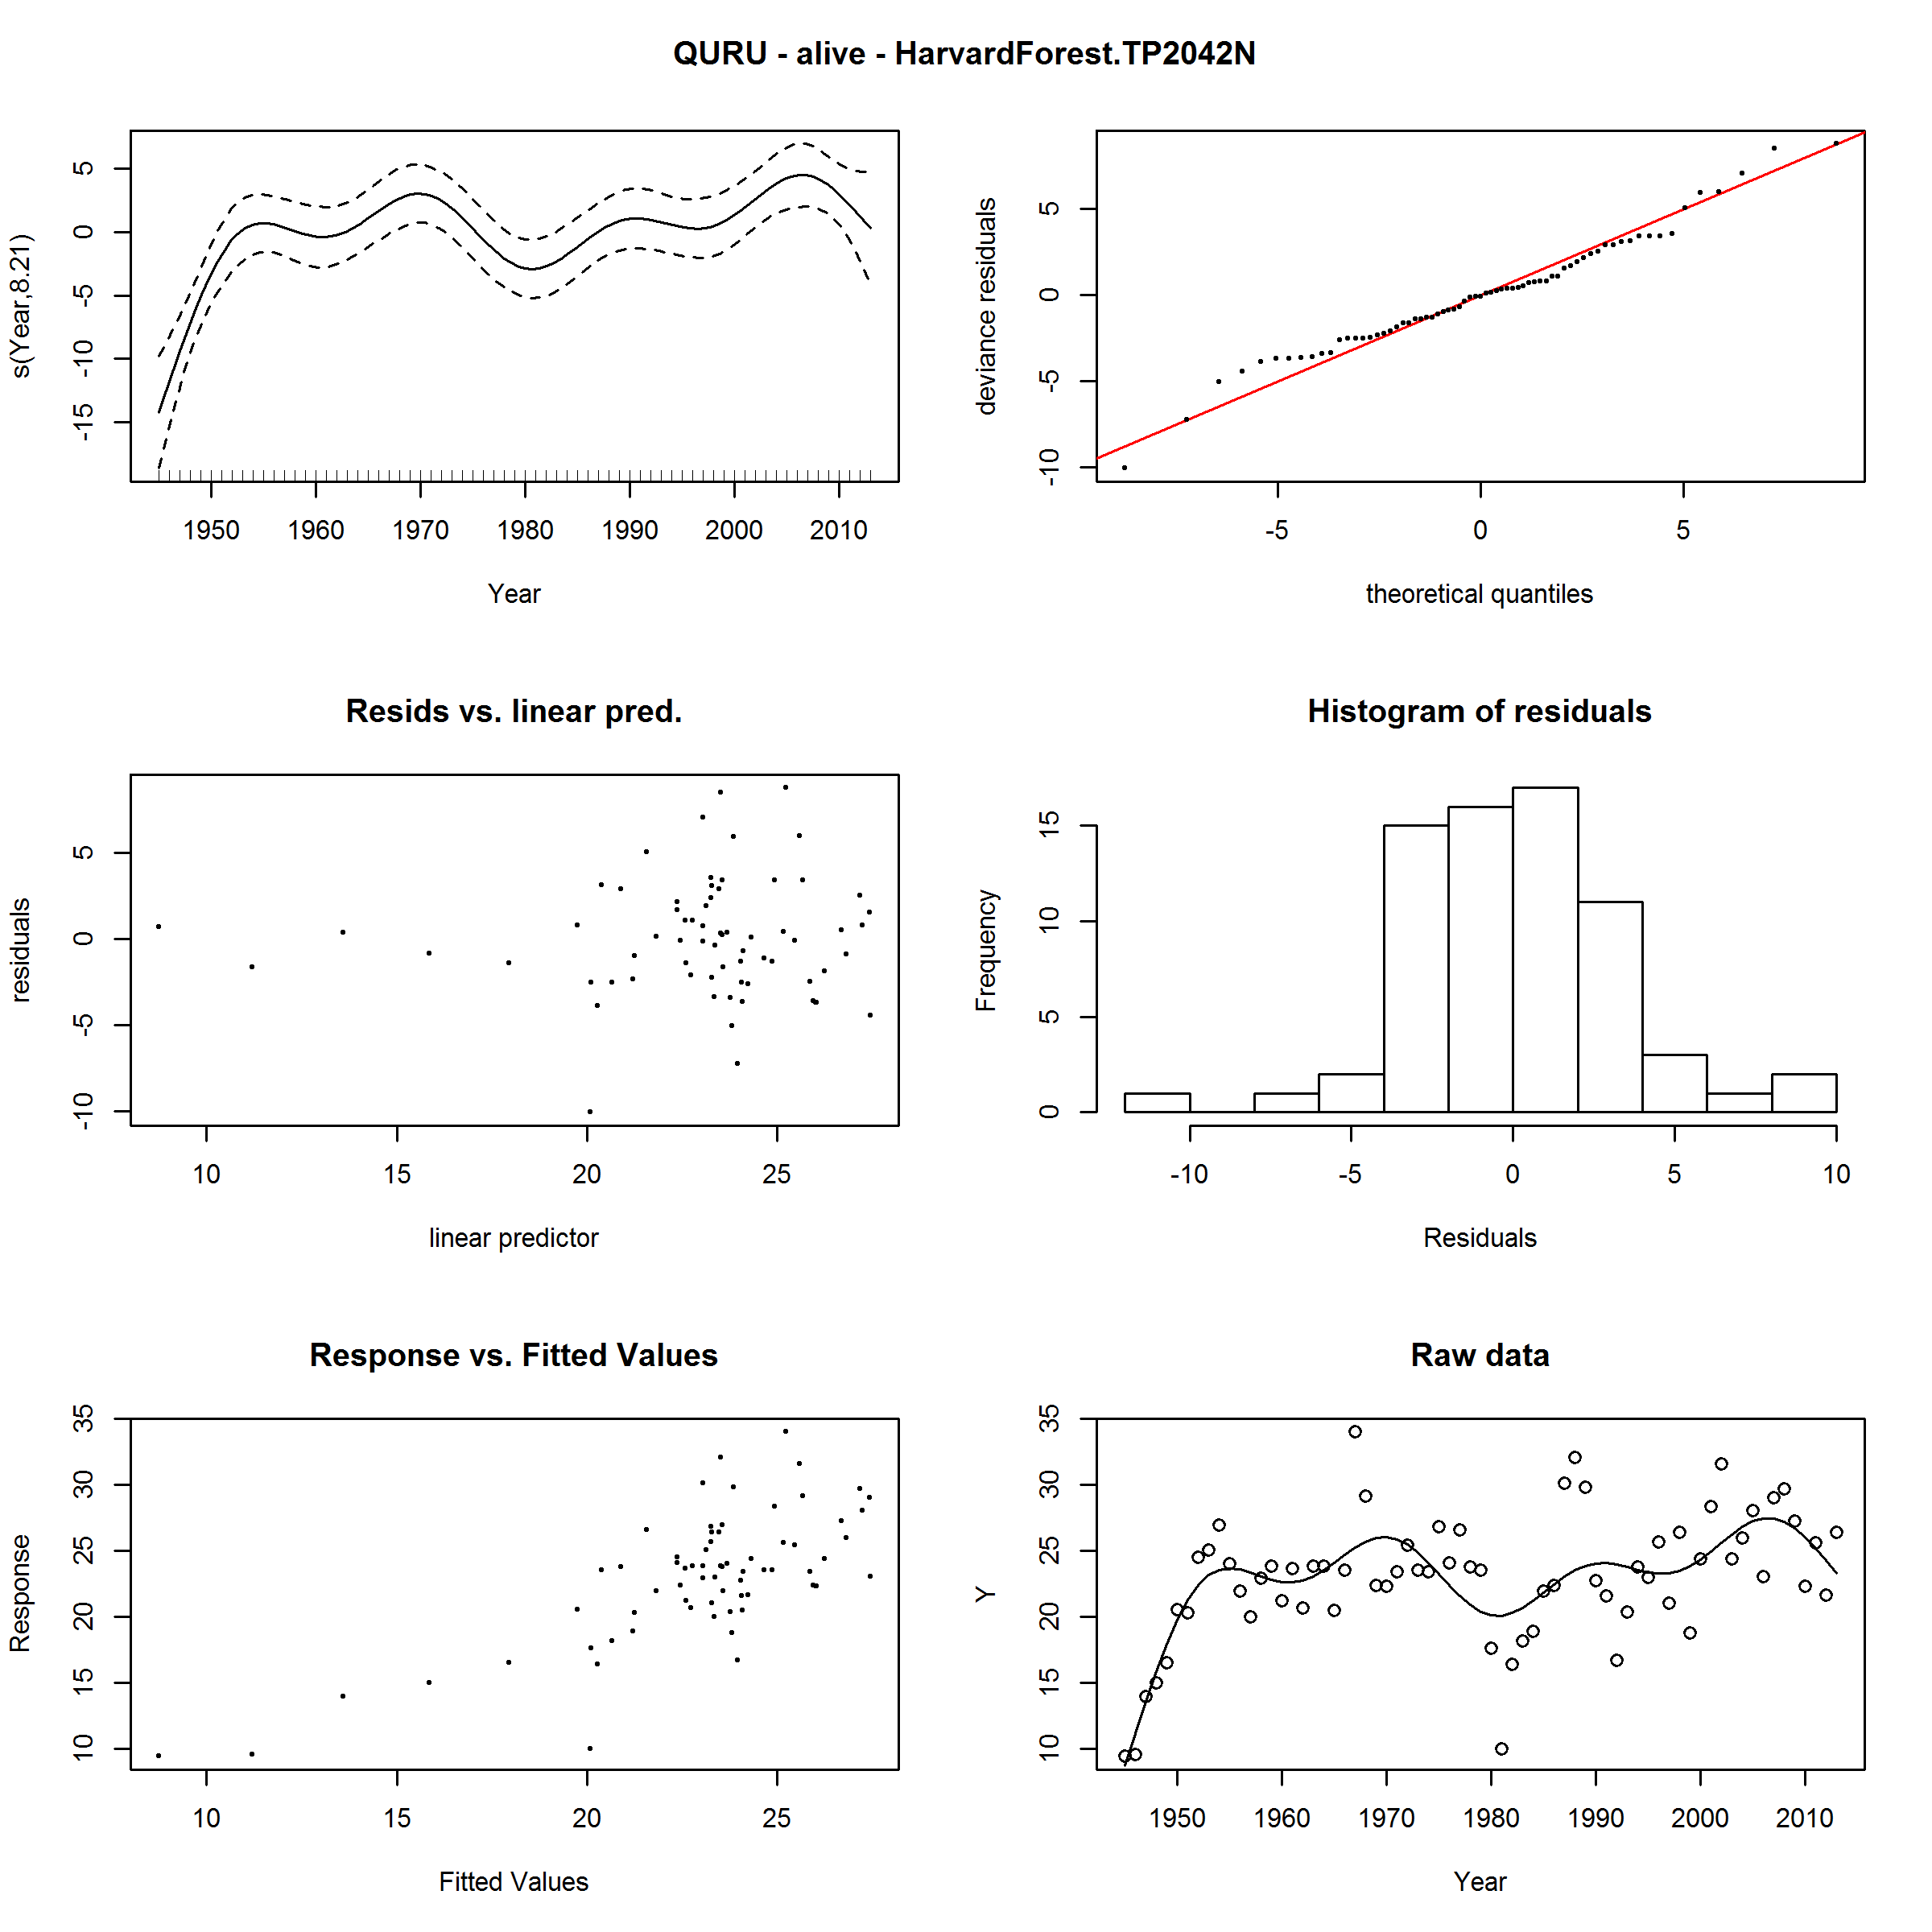 QURU - alive - HarvardForest.TP2042N
s(Year,8.21)
5
0
-5
-10
-15
1950 1960 1970 1980 1990 2000 2010
Year
deviance residuals
5
0
-5
-10
-5 0 5
theoretical quantiles
Resids vs. linear pred.
residuals
5
0
-5
-10
10 15 20 25
linear predictor
Histogram of residuals
Frequency
15
10
5
0
-10 -5 0 5 10
Residuals
Response vs. Fitted Values
Response
35
30
25
20
15
10
10 15 20 25
Fitted Values
Raw data
Y
35
30
25
20
15
10
1950 1960 1970 1980 1990 2000 2010
Year